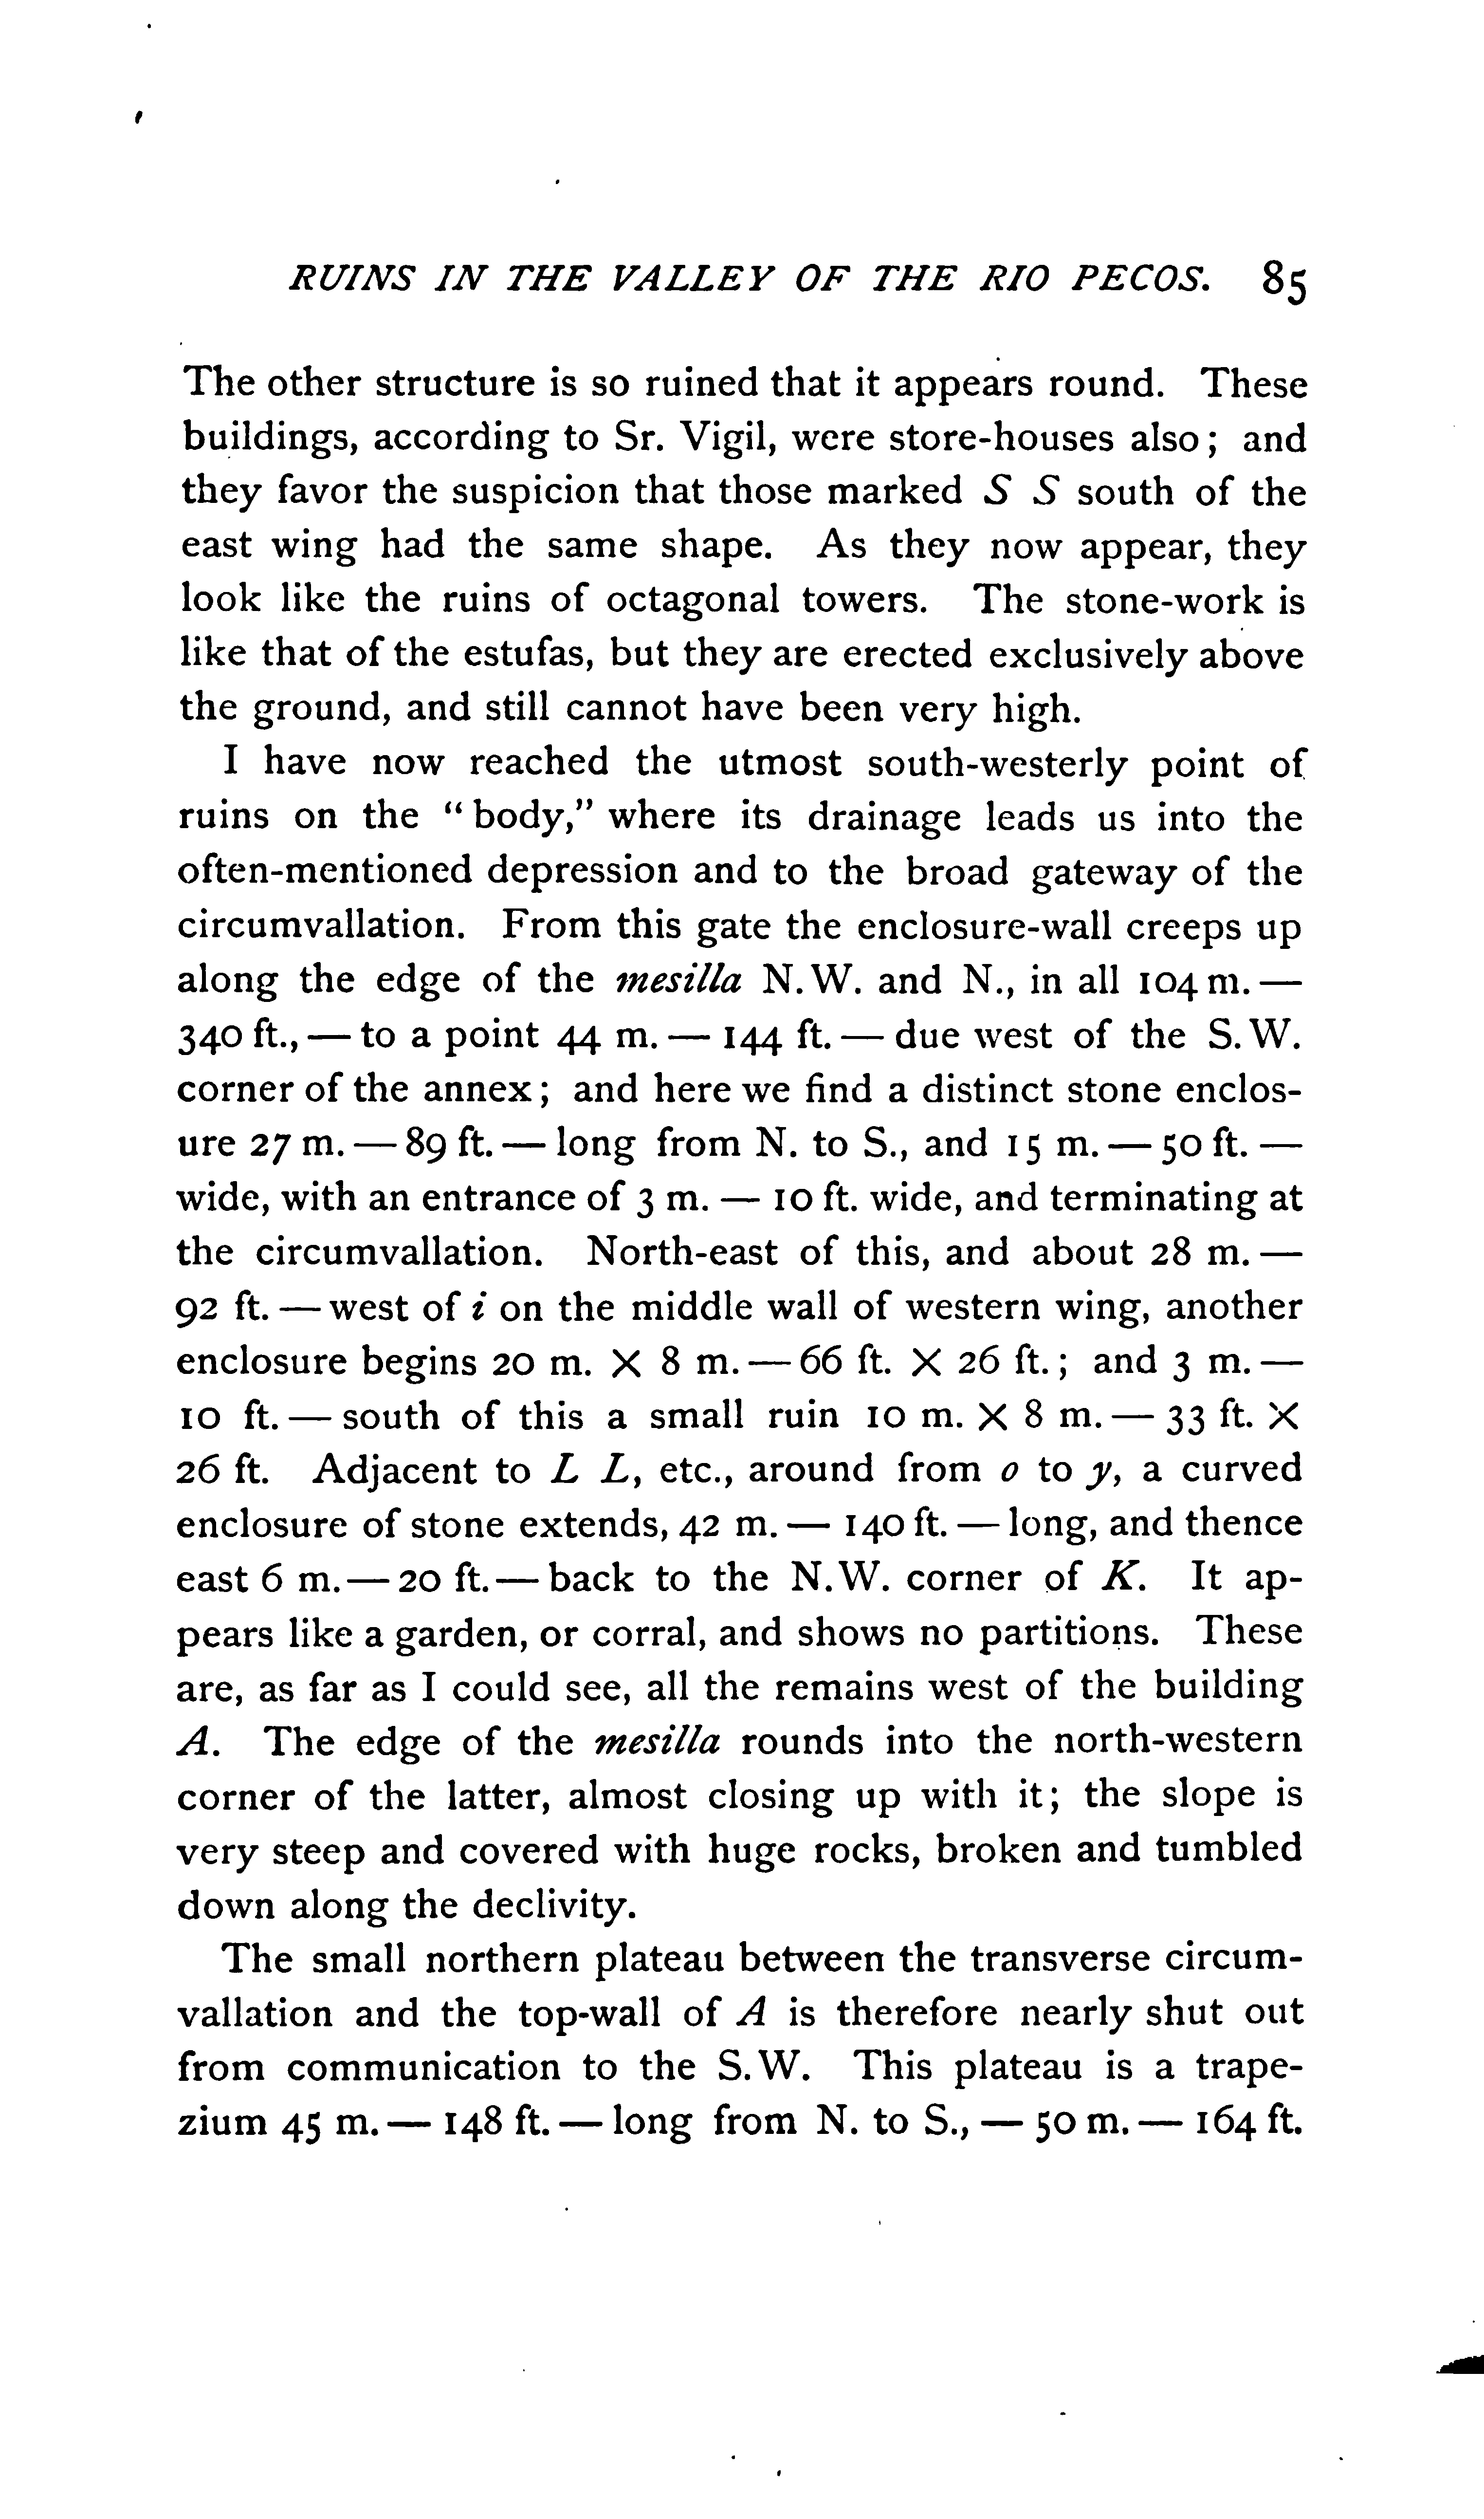 RUINS IN THE VALLEY OF THE RIO PECOS. 85
The other structure is so ruined that it appears round. These
buildings, according to Sr. Vigil, were store-houses also; and
they favor the suspicion that those marked S S south of the
east wing had the same shape. As they now appear, they
look like the ruins of octagonal towers. The stone-work is
like that of the estufas, but they are erected exclusively above
the ground, and still cannot have been very high.
I have now reached the utmost south-westerly point of
ruins on the "body," where its drainage leads us into the
often-mentioned depression and to the broad gateway of the
circumvallation. From this gate the enclosure-wall creeps up
along the edge of the mesilla N.W. and N., in all 104 m. —
340 ft., — to a point 44 m. — 144 ft. — due west of the S.W.
corner of the annex; and here we find a distinct stone enclos-
ure 27 m. — 89 ft. — long from N. to S., and 15 m. — 50 ft. —
wide, with an entrance of 3 m. — 10 ft. wide, and terminating at
the circumvallation. North-east of this, and about 28 m. —
92 ft. — west of i on the middle wall of western wing, another
enclosure begins 20 m. × 8 m. — 66 ft. × 26 ft.; and 3 m. —
10 ft. — south of this a small ruin 10 m. × 8 m. — 33 ft. ×
26 ft. Adjacent to L L, etc., around from o to y, a curved
enclosure of stone extends, 42 m. — 140 ft. — long, and thence
east 6 m. — 20 ft. — back to the N.W. corner of K. It ap-
pears like a garden, or corral, and shows no partitions. These
are, as far as I could see, all the remains west of the building
A. The edge of the mesilla rounds into the north-western
corner of the latter, almost closing up with it; the slope is
very steep and covered with huge rocks, broken and tumbled
down along the declivity.
The small northern plateau between the transverse circum-
vallation and the top-wall of A is therefore nearly shut out
from communication to the S.W. This plateau is a trape-
zium 45 m. — 148 ft. — long from N. to S., — 50 m. — 164 ft.